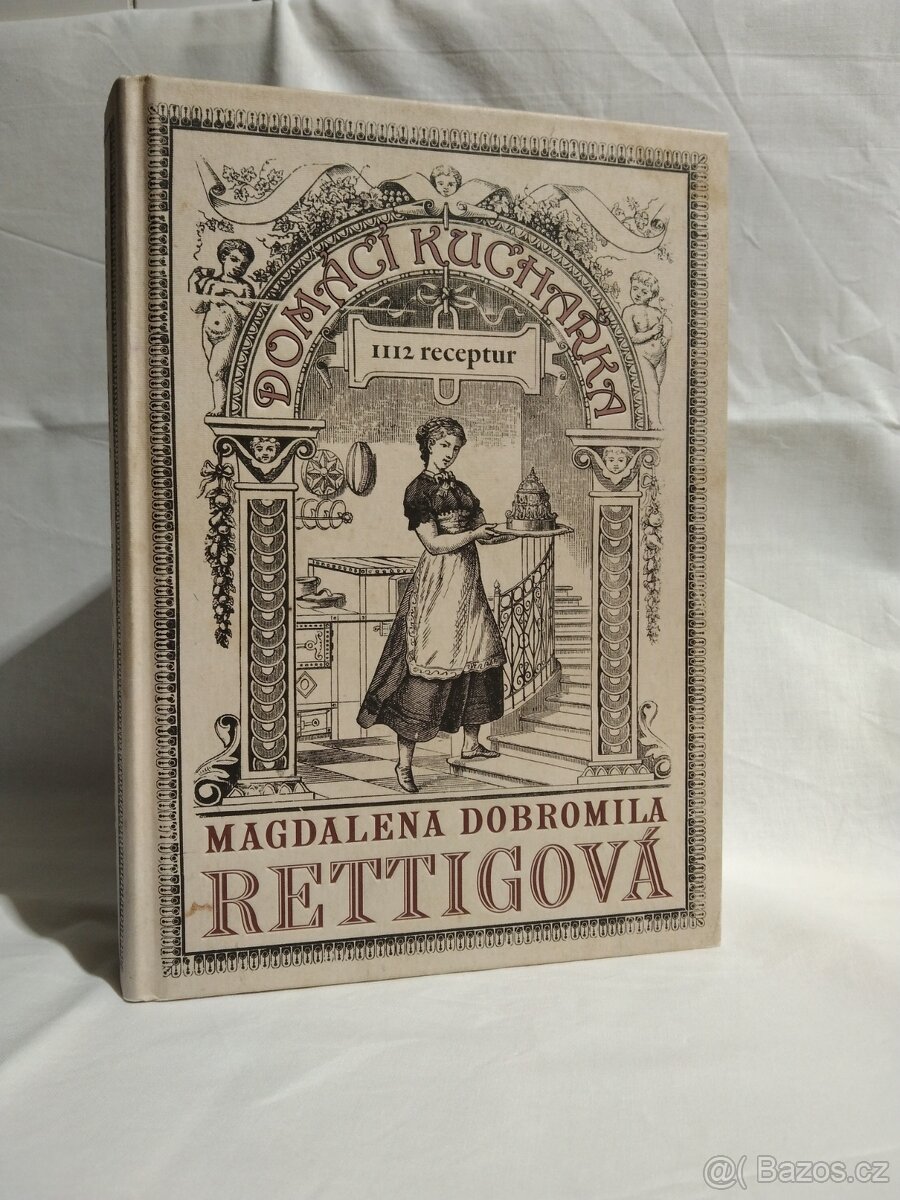 DOMÁCÍ KUCHAŘKA
1112 receptur
MAGDALENA DOBROMILA
RETTIGOVÁ
@( Bazos.cz